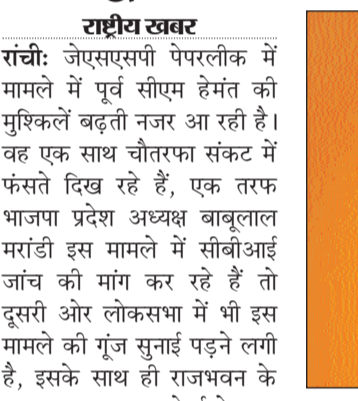 राष्ट्रीय खबर
रांचीः जेएसएसपी पेपरलीक में
मामले में पूर्व सीएम हेमंत की
मुश्किलें बढ़ती नजर आ रही है।
वह एक साथ चौतरफा संकट में
फंसते दिख रहे हैं, एक तरफ
भाजपा प्रदेश अध्यक्ष बाबूलाल
मरांडी इस मामले में सीबीआई
जांच की मांग कर रहे हैं तो
दूसरी ओर लोकसभा में भी इस
मामले की गूंज सुनाई पड़ने लगी
है, इसके साथ ही राजभवन के